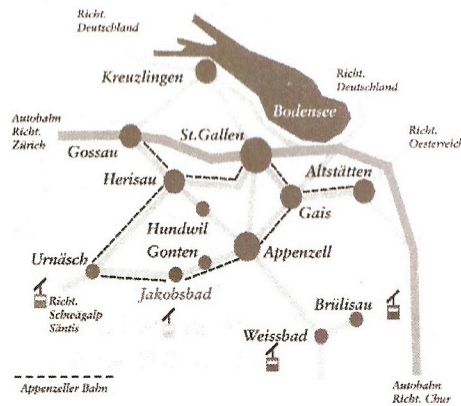 Richt.
Deutschland
Kreuzlingen
Richt.
Deutschland
Bodensee
Autobahn
Richt.
Zürich
St.Gallen
Richt.
Oesterreich
Gossau
Herisau
Altstätten
Gais
Hundwil
Urnäsch
Gonten
Appenzell
Jakobsbad
Richt.
Schwägalp
Säntis
Brülisau
Weissbad
Appenzeller Bahn
Autobahn
Richt. Chur